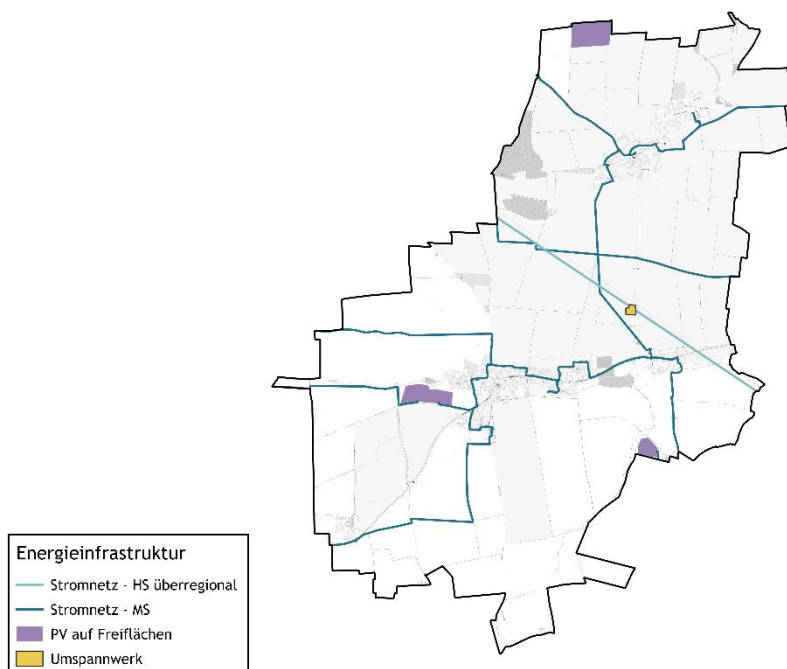 Energieinfrastruktur
Stromnetz - HS überregional
Stromnetz - MS
PV auf Freiflächen
Umspannwerk